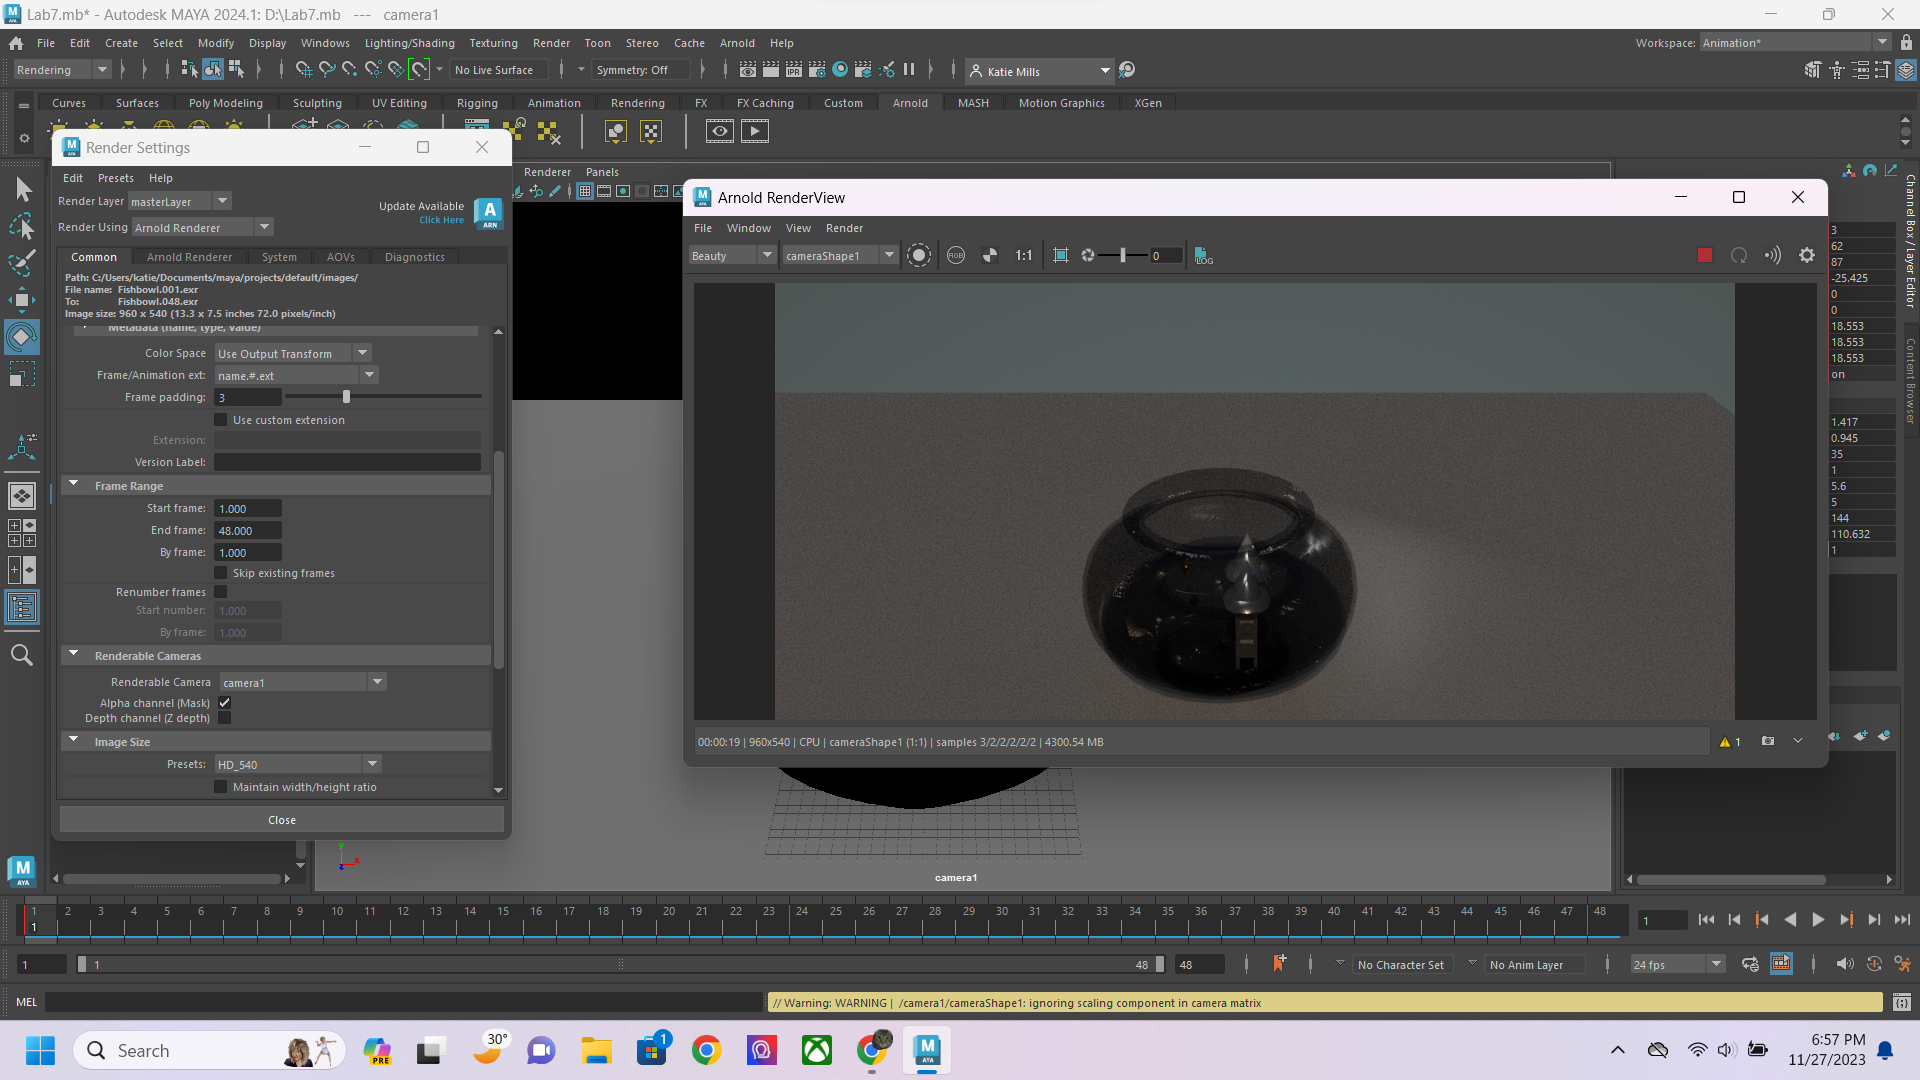 Lab7.mb* - Autodesk MAYA 2024.1: D:\Lab7.mb   ---   camera1
File Edit Create Select Modify Display Windows Lighting/Shading Texturing Render Toon Stereo Cache Arnold Help
Workspace: Animation*
Rendering
No Live Surface
Symmetry: Off
Katie Mills
Curves Surfaces Poly Modeling Sculpting UV Editing Rigging Animation Rendering FX FX Caching Custom Arnold MASH Motion Graphics XGen
Render Settings
Edit Presets Help
Render Layer masterLayer
Update Available
Click Here
ARN
Render Using Arnold Renderer
Common Arnold Renderer System AOVs Diagnostics
Path: C:/Users/katie/Documents/maya/projects/default/images/
File name: Fishbowl.001.exr
To: Fishbowl.048.exr
Image size: 960 x 540 (13.3 x 7.5 inches 72.0 pixels/inch)
Metadata (name, type, value)
Color Space Use Output Transform
Frame/Animation ext: name.#.ext
Frame padding: 3
Use custom extension
Extension:
Version Label:
Frame Range
Start frame: 1.000
End frame: 48.000
By frame: 1.000
Skip existing frames
Renumber frames
Start number: 1.000
By frame: 1.000
Renderable Cameras
Renderable Camera camera1
Alpha channel (Mask)
Depth channel (Z depth)
Image Size
Presets: HD_540
Maintain width/height ratio
Close
Renderer Panels
Arnold RenderView
File Window View Render
Beauty
cameraShape1
RGB
1:1
0
LOG
00:00:19 | 960x540 | CPU | cameraShape1 (1:1) | samples 3/2/2/2/2/2 | 4300.54 MB
1
3
62
87
-25.425
0
0
18.553
18.553
18.553
on
1.417
0.945
35
1
5.6
5
144
110.632
1
Channel Box / Layer Editor
Content Browser
y
x
z
camera1
1 2 3 4 5 6 7 8 9 10 11 12 13 14 15 16 17 18 19 20 21 22 23 24 25 26 27 28 29 30 31 32 33 34 35 36 37 38 39 40 41 42 43 44 45 46 47 48
1
1
1
1
48
48
No Character Set
No Anim Layer
24 fps
MEL
// Warning: WARNING | /camera1/cameraShape1: ignoring scaling component in camera matrix
M
AYA
Search
PRE
30°
1
M
AYA
6:57 PM
11/27/2023